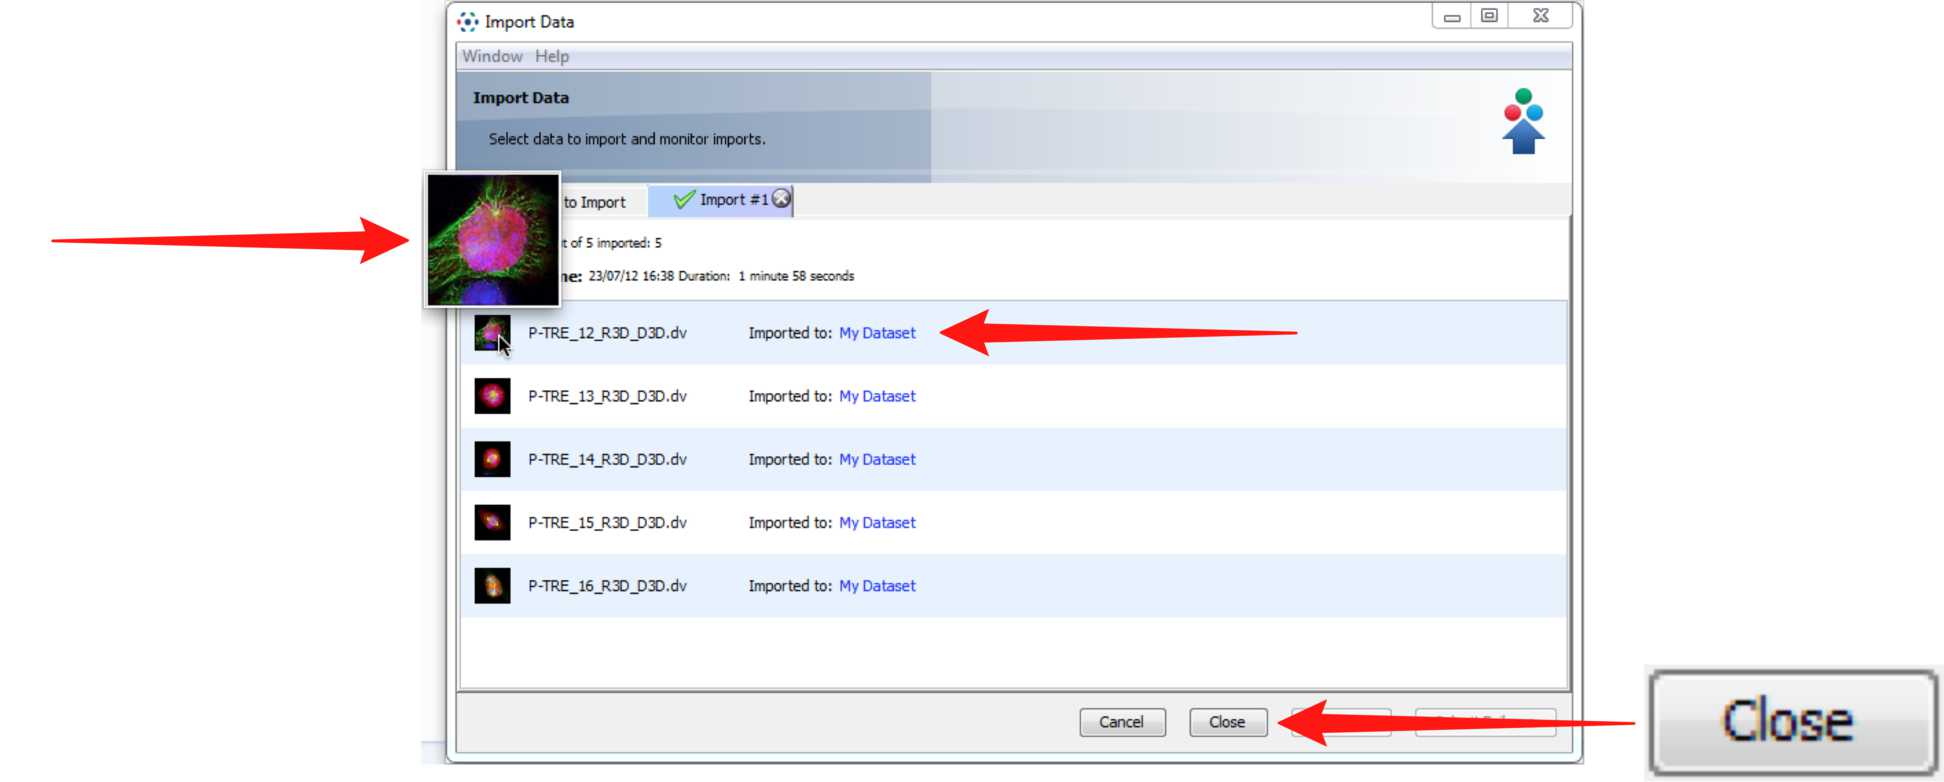 Import Data
Window Help
Import Data
Select data to import and monitor imports.
to Import
Import #1
t of 5 imported: 5
ne: 23/07/12 16:38 Duration: 1 minute 58 seconds
P-TRE_12_R3D_D3D.dv Imported to: My Dataset
P-TRE_13_R3D_D3D.dv Imported to: My Dataset
P-TRE_14_R3D_D3D.dv Imported to: My Dataset
P-TRE_15_R3D_D3D.dv Imported to: My Dataset
P-TRE_16_R3D_D3D.dv Imported to: My Dataset
Cancel Close
Close